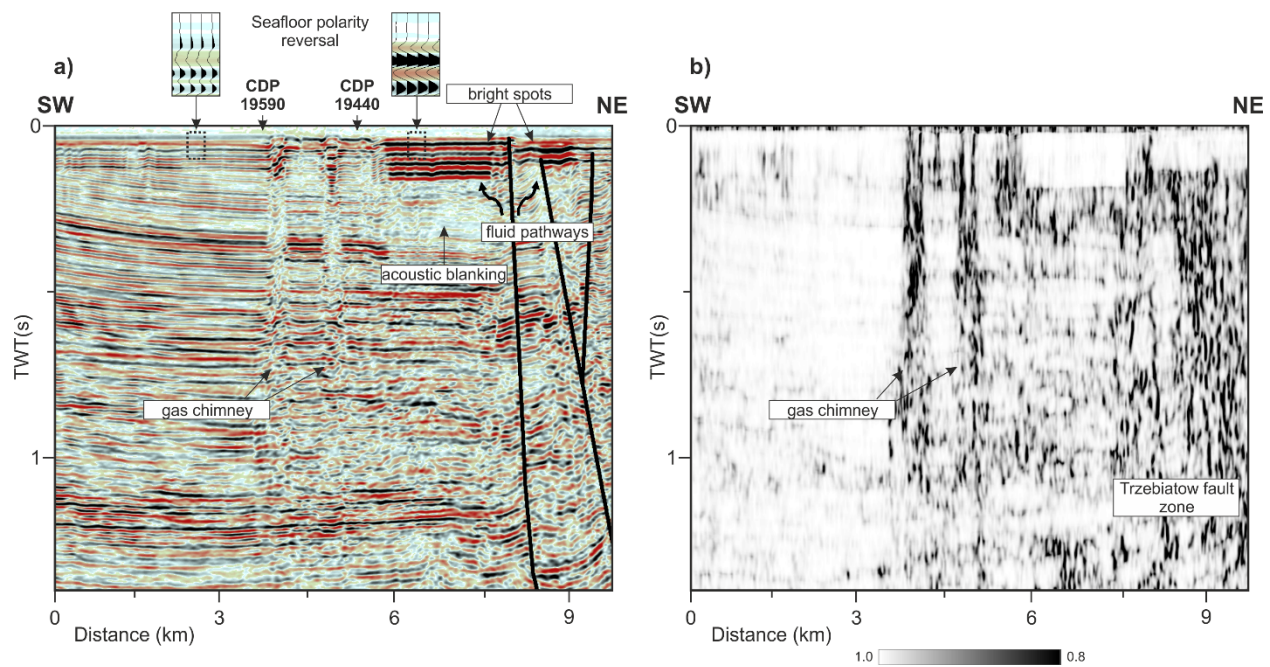 Seafloor polarity
reversal
a)
CDP
19590
CDP
19440
bright spots
SW
NE
0
fluid pathways
acoustic blanking
TWT(s)
gas chimney
1
0
3
6
9
Distance (km)
b)
SW
NE
0
TWT(s)
gas chimney
1
Trzebiatow fault
zone
0
3
6
9
Distance (km)
1.0
0.8